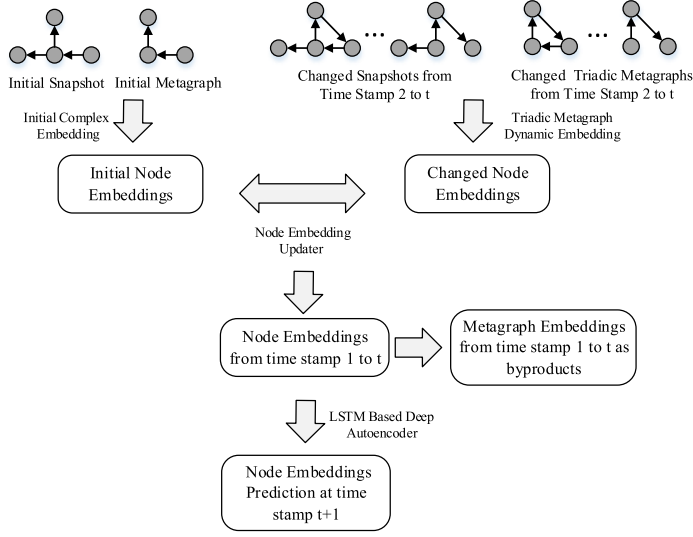 Initial Snapshot
Initial Metagraph
Changed Snapshots from
Time Stamp 2 to t
Changed Triadic Metagraphs
from Time Stamp 2 to t
Initial Complex
Embedding
Triadic Metagraph
Dynamic Embedding
Initial Node
Embeddings
Changed Node
Embeddings
Node Embedding
Updater
Node Embeddings
from time stamp 1 to t
Metagraph Embeddings
from time stamp 1 to t as
byproducts
LSTM Based Deep
Autoencoder
Node Embeddings
Prediction at time
stamp t+1